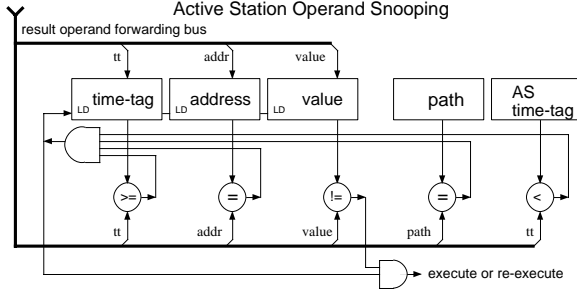 Active Station Operand Snooping
result operand forwarding bus
tt addr value
LD time-tag LD address LD value path AS
time-tag
>= = != = <
tt addr value path tt
execute or re-execute